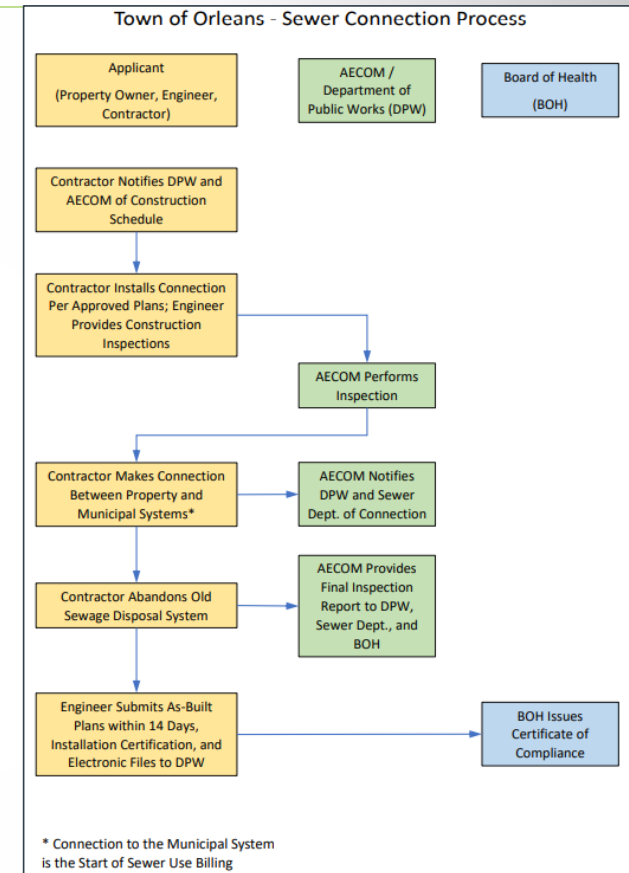 Town of Orleans - Sewer Connection Process
Applicant
(Property Owner, Engineer,
Contractor)
AECOM /
Department of
Public Works (DPW)
Board of Health
(BOH)
Contractor Notifies DPW and
AECOM of Construction
Schedule
Contractor Installs Connection
Per Approved Plans; Engineer
Provides Construction
Inspections
AECOM Performs
Inspection
Contractor Makes Connection
Between Property and
Municipal Systems*
AECOM Notifies
DPW and Sewer
Dept. of Connection
Contractor Abandons Old
Sewage Disposal System
AECOM Provides
Final Inspection
Report to DPW,
Sewer Dept., and
BOH
Engineer Submits As-Built
Plans within 14 Days,
Installation Certification, and
Electronic Files to DPW
BOH Issues
Certificate of
Compliance
* Connection to the Municipal System
is the Start of Sewer Use Billing